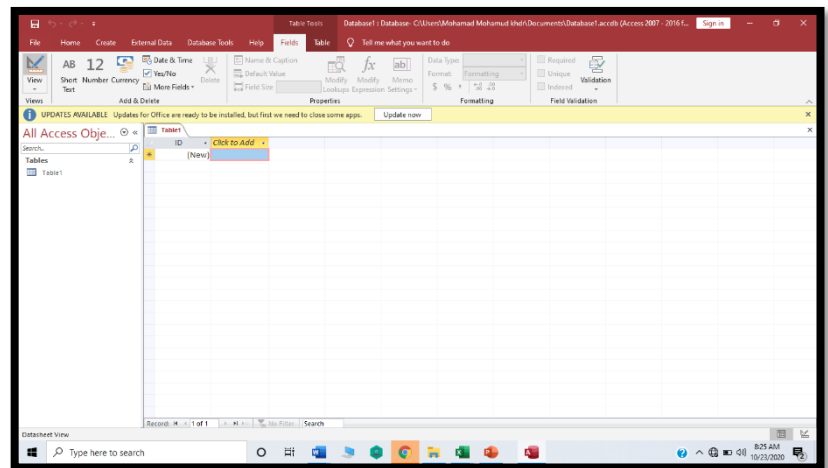 Table Tools Database1 : Database- C:\Users\Mohamad Mohamud khdr\Documents\Database1.accdb (Access 2007 - 2016 f... Sign in
File Home Create External Data Database Tools Help Fields Table Tell me what you want to do
View
AB Short Text
12 Number
Currency
Date & Time
Yes/No
More Fields
Delete
Name & Caption
Default Value
Field Size
Modify Lookups
fx Modify Expression
ab Memo Settings
Data Type:
Format: Formatting
$ %
Required
Unique
Indexed
Validation
Views Add & Delete Properties Formatting Field Validation
UPDATES AVAILABLE Updates for Office are ready to be installed, but first we need to close some apps. Update now
All Access Obje...
Search...
Tables
Table1
Table1
ID Click to Add
(New)
Record: 1 of 1 No Filter Search
Datasheet View
Type here to search
8:25 AM
10/23/2020